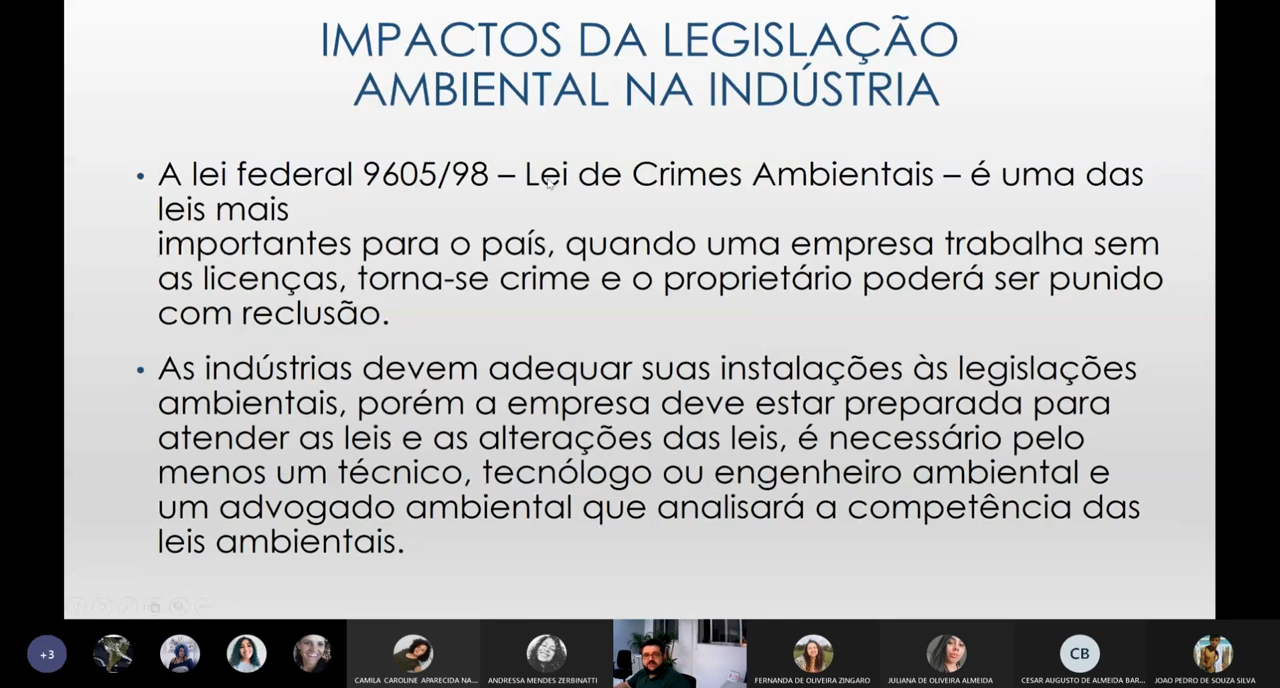 IMPACTOS DA LEGISLAÇÃO
AMBIENTAL NA INDÚSTRIA
• A lei federal 9605/98 – Lei de Crimes Ambientais – é uma das
leis mais
importantes para o país, quando uma empresa trabalha sem
as licenças, torna-se crime e o proprietário poderá ser punido
com reclusão.
• As indústrias devem adequar suas instalações às legislações
ambientais, porém a empresa deve estar preparada para
atender as leis e as alterações das leis, é necessário pelo
menos um técnico, tecnólogo ou engenheiro ambiental e
um advogado ambiental que analisará a competência das
leis ambientais.
+3
CB
CAMILA CAROLINE APARECIDA NA...
ANDRESSA MENDES ZERBINATTI
FERNANDA DE OLIVEIRA ZINGARO
JULIANA DE OLIVEIRA ALMEIDA
CESAR AUGUSTO DE ALMEIDA BAR...
JOAO PEDRO DE SOUZA SILVA